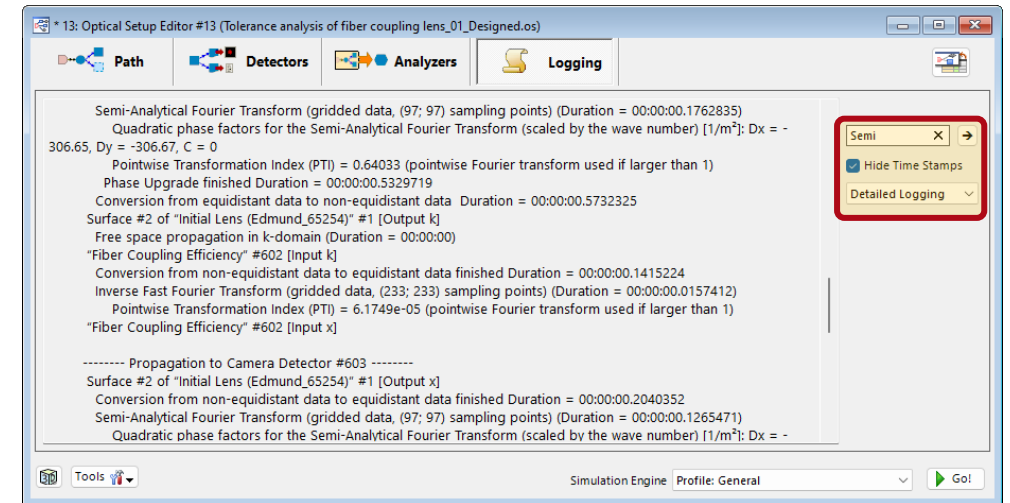 * 13: Optical Setup Editor #13 (Tolerance analysis of fiber coupling lens_01_Designed.os)
Path
Detectors
Analyzers
Logging
Semi-Analytical Fourier Transform (gridded data, (97; 97) sampling points) (Duration = 00:00:00.1762835)
Quadratic phase factors for the Semi-Analytical Fourier Transform (scaled by the wave number) [1/m²]: Dx = -
306.65, Dy = -306.67, C = 0
Pointwise Transformation Index (PTI) = 0.64033 (pointwise Fourier transform used if larger than 1)
Phase Upgrade finished Duration = 00:00:00.5329719
Conversion from equidistant data to non-equidistant data  Duration = 00:00:00.5732325
Surface #2 of "Initial Lens (Edmund_65254)" #1 [Output k]
Free space propagation in k-domain (Duration = 00:00:00)
"Fiber Coupling Efficiency" #602 [Input k]
Conversion from non-equidistant data to equidistant data finished Duration = 00:00:00.1415224
Inverse Fast Fourier Transform (gridded data, (233; 233) sampling points) (Duration = 00:00:00.0157412)
Pointwise Transformation Index (PTI) = 6.1749e-05 (pointwise Fourier transform used if larger than 1)
"Fiber Coupling Efficiency" #602 [Input x]
-------- Propagation to Camera Detector #603 --------
Surface #2 of "Initial Lens (Edmund_65254)" #1 [Output x]
Conversion from non-equidistant data to equidistant data finished Duration = 00:00:00.2040352
Semi-Analytical Fourier Transform (gridded data, (97; 97) sampling points) (Duration = 00:00:00.1265471)
Quadratic phase factors for the Semi-Analytical Fourier Transform (scaled by the wave number) [1/m²]: Dx = -
Semi
Hide Time Stamps
Detailed Logging
3D
Tools
Simulation Engine
Profile: General
Go!